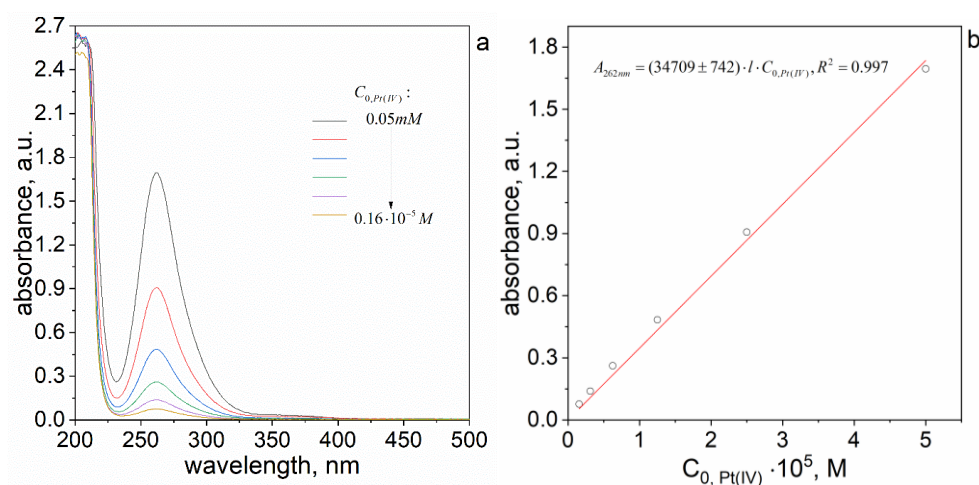 a
2.7
2.4
2.1
1.8
1.5
1.2
0.9
0.6
0.3
0.0
absorbance, a.u.
C0,Pt(IV) :
0.05mM
0.16·10⁻⁵ M
200 250 300 350 400 450 500
wavelength, nm
b
1.8
1.5
1.2
0.9
0.6
0.3
0.0
absorbance, a.u.
A262nm = (34709 ± 742) · l · C0,Pt(IV), R² = 0.997
0 1 2 3 4 5
C0, Pt(IV) ·10⁵, M